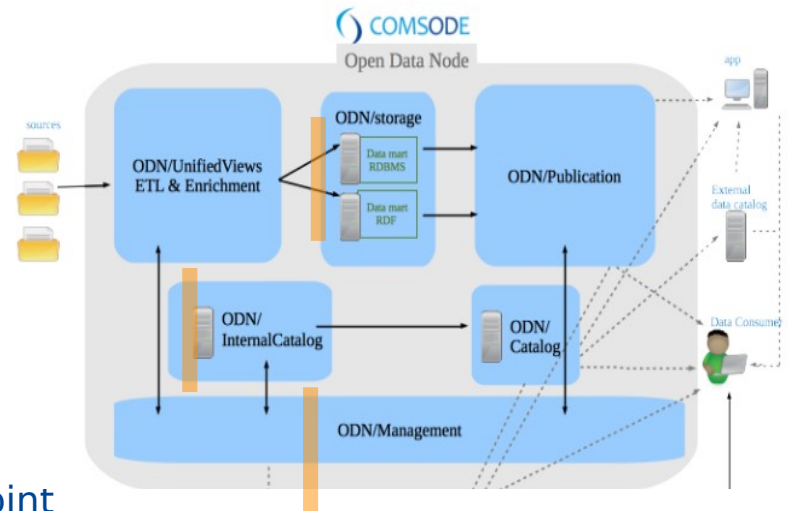 COMSODE
Open Data Node
app
sources
ODN/storage
Data mart
RDBMS
ODN/UnifiedViews
ETL & Enrichment
ODN/Publication
Data mart
RDF
External
data catalog
ODN/
InternalCatalog
ODN/
Catalog
Data Consumer
ODN/Management
oint